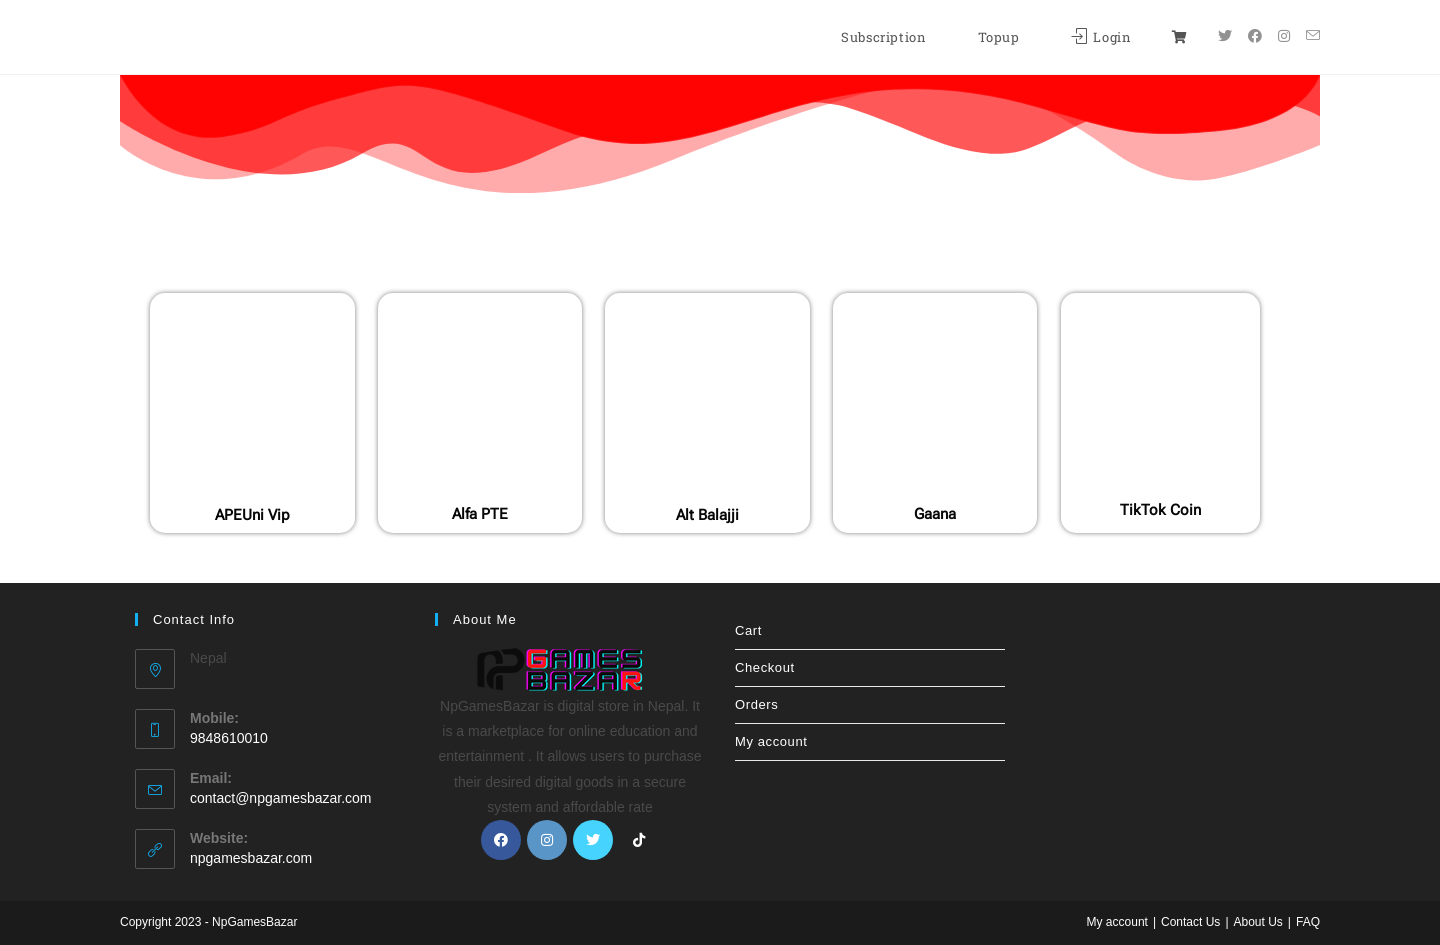 Subscription
Topup
Login
APEUni Vip
Alfa PTE
Alt Balajji
Gaana
TikTok Coin
Contact Info
Nepal
Mobile:
9848610010
Email:
contact@npgamesbazar.com
Website:
npgamesbazar.com
About Me
NP GAMES
BAZAR
NpGamesBazar is digital store in Nepal. It
is a marketplace for online education and
entertainment . It allows users to purchase
their desired digital goods in a secure
system and affordable rate
Cart
Checkout
Orders
My account
Copyright 2023 - NpGamesBazar
My account | Contact Us | About Us | FAQ